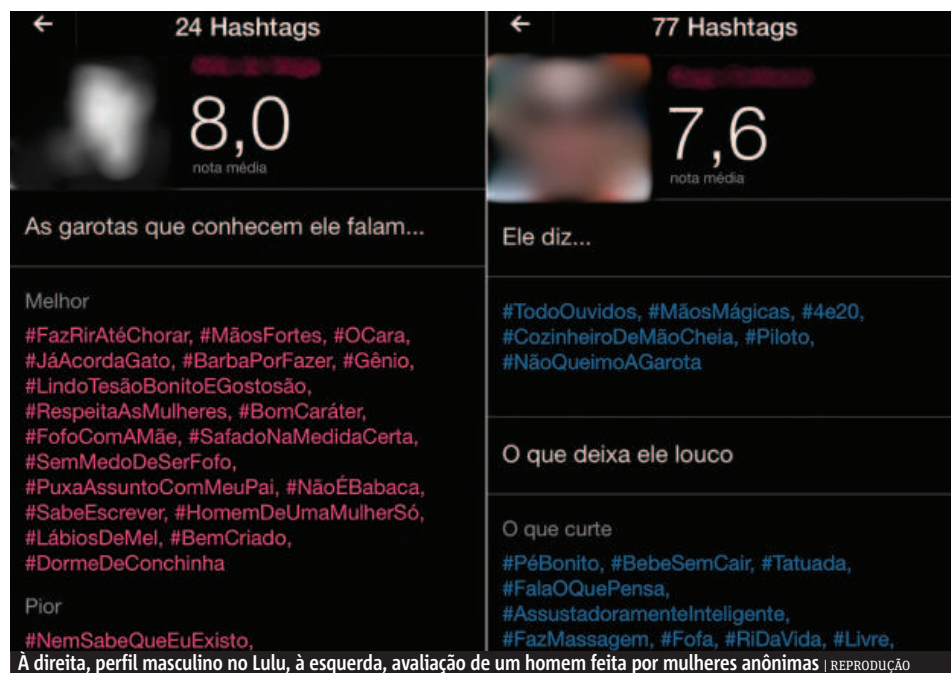 24 Hashtags
8,0
nota média
As garotas que conhecem ele falam...
Melhor
#FazRirAtéChorar, #MãosFortes, #OCara,
#JáAcordaGato, #BarbaPorFazer, #Gênio,
#LindoTesãoBonitoEGostosão,
#RespeitaAsMulheres, #BomCaráter,
#FofoComAMãe, #SafadoNaMedidaCerta,
#SemMedoDeSerFofo,
#PuxaAssuntoComMeuPai, #NãoÉBabaca,
#SabeEscrever, #HomemDeUmaMulherSó,
#LábiosDeMel, #BemCriado,
#DormeDeConchinha
Pior
#NemSabeQueEuExisto,
77 Hashtags
7,6
nota média
Ele diz...
#TodoOuvidos, #MãosMágicas, #4e20,
#CozinheiroDeMãoCheia, #Piloto,
#NãoQueimoAGarota
O que deixa ele louco
O que curte
#PéBonito, #BebeSemCair, #Tatuada,
#FalaOQuePensa,
#AssustadoramenteInteligente,
#FazMassagem, #Fofa, #RiDaVida, #Livre,
À direita, perfil masculino no Lulu, à esquerda, avaliação de um homem feita por mulheres anônimas | REPRODUÇÃO